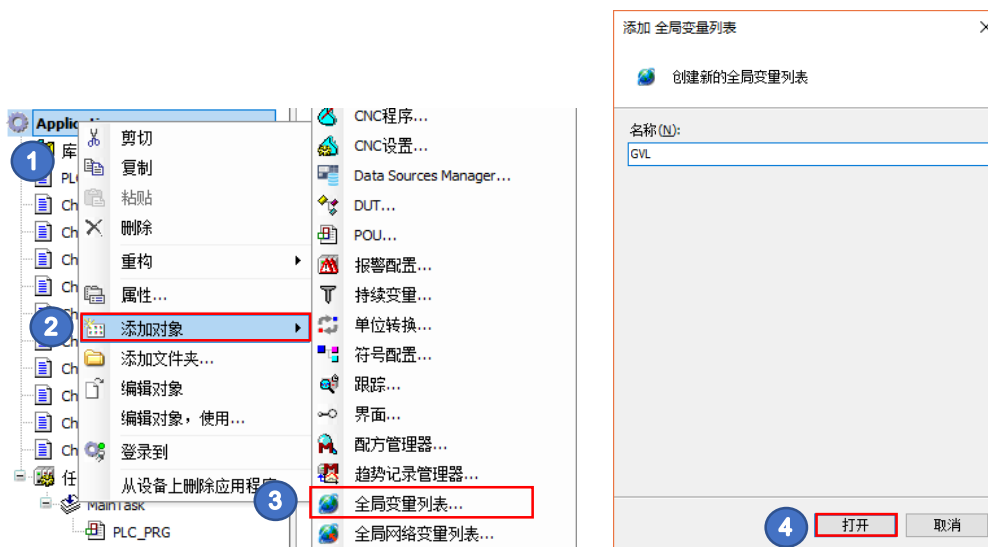 Applic
1
库
PL
Ch
Ch
Ch
Ch
Ch
Ch
Ch
Ch
Ch
Ch
任
MainTask
PLC_PRG
剪切
复制
粘贴
删除
重构
属性...
2
添加对象
添加文件夹...
编辑对象
编辑对象，使用...
登录到
从设备上删除应用程序
CNC程序...
CNC设置...
Data Sources Manager...
DUT...
POU...
报警配置...
持续变量...
单位转换...
符号配置...
跟踪...
界面...
配方管理器...
趋势记录管理器...
3
全局变量列表...
全局网络变量列表...
添加 全局变量列表
创建新的全局变量列表
名称(N):
GVL
4
打开
取消